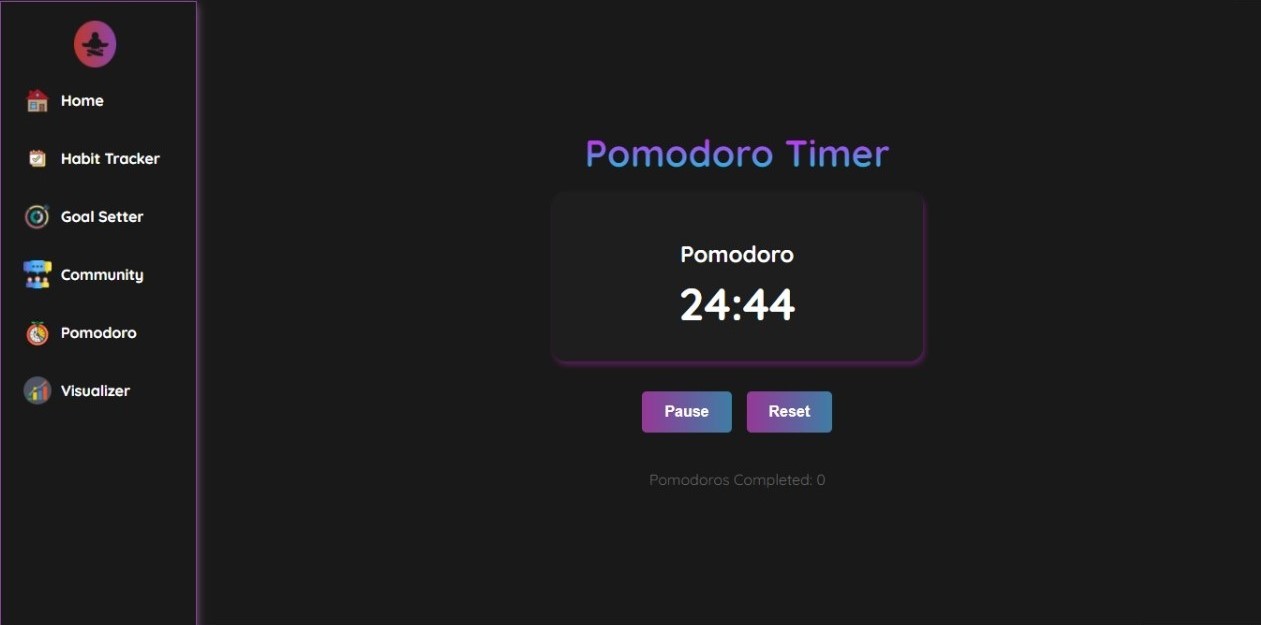 Home
Habit Tracker
Goal Setter
Community
Pomodoro
Visualizer
Pomodoro Timer
Pomodoro
24:44
Pause Reset
Pomodoros Completed: 0